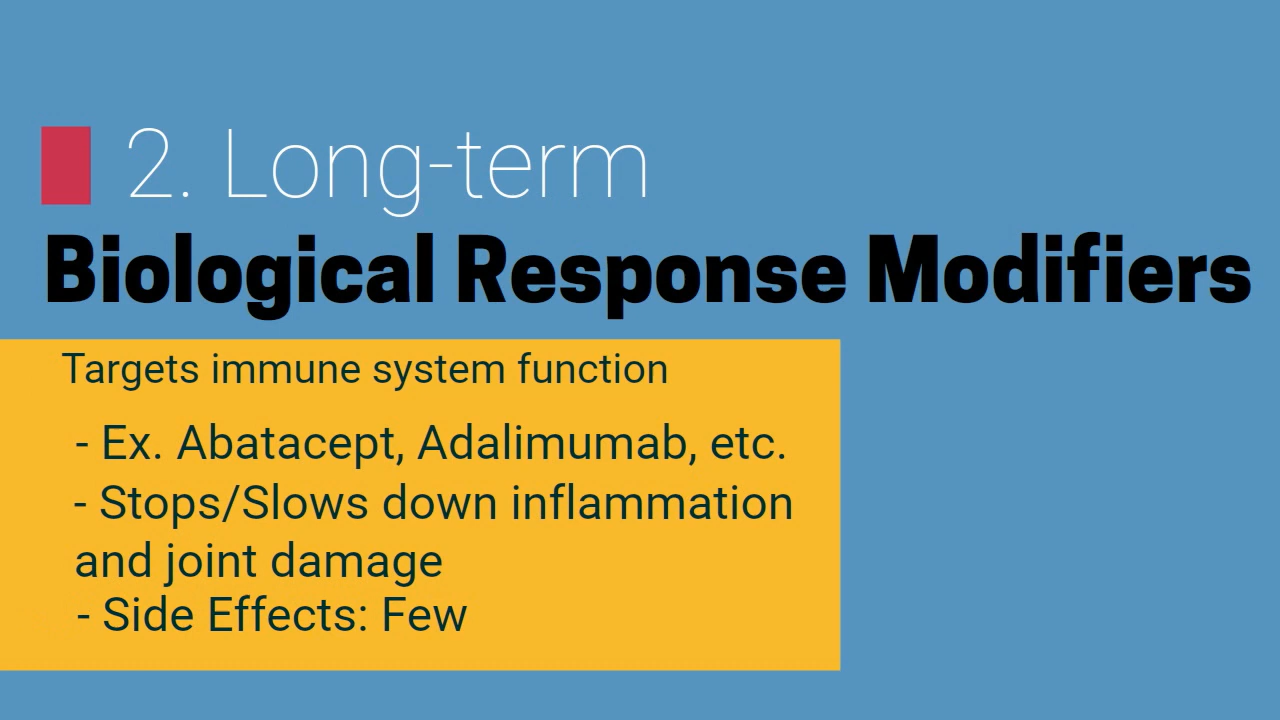 2. Long-term
Biological Response Modifiers
Targets immune system function
- Ex. Abatacept, Adalimumab, etc.
- Stops/Slows down inflammation
and joint damage
- Side Effects: Few